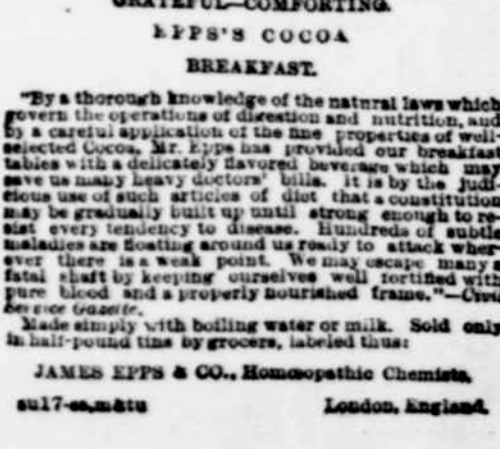 GRATEFUL—COMFORTING.
EPPS'S COCOA
BREAKFAST.
"By a thorough knowledge of the natural laws which
govern the operations of digestion and nutrition, and
by a careful application of the fine properties of well-
selected Cocoa, Mr. Epps has provided our breakfast
tables with a delicately flavored beverage which may
save us many heavy doctors' bills. It is by the judi-
cious use of such articles of diet that a constitution
may be gradually built up until strong enough to re-
sist every tendency to disease. Hundreds of subtle
maladies are floating around us ready to attack wher-
ever there is a weak point. We may escape many a
fatal shaft by keeping ourselves well fortified with
pure blood and a properly nourished frame."—Civil
Service Gazette.
Made simply with boiling water or milk. Sold only
in half-pound tins by grocers, labeled thus:
JAMES EPPS & CO., Homœopathic Chemists,
London, England.